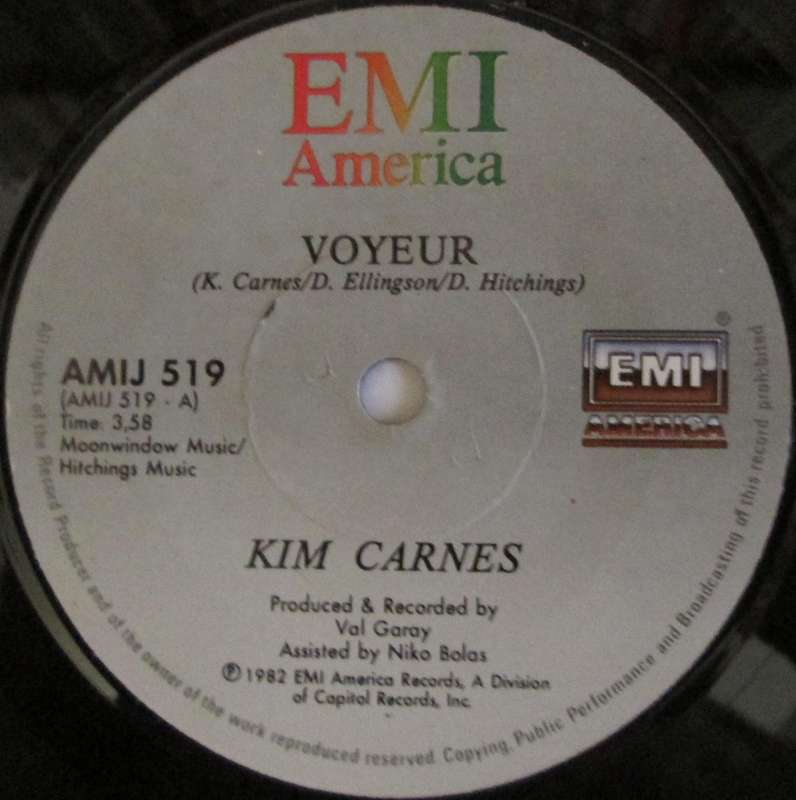 EMI
America
VOYEUR
(K. Carnes/D. Ellingson/D. Hitchings)
AMIJ 519
(AMIJ 519 - A)
Time: 3,58
Moonwindow Music/
Hitchings Music
®
EMI
AMERICA
KIM CARNES
Produced & Recorded by
Val Garay
Assisted by Niko Bolas
℗ 1982 EMI America Records, A Division
of Capitol Records, Inc.
All rights of the Record Producer and of the owner of the work reproduced reserved. Copying, Public Performance and Broadcasting of this record prohibited